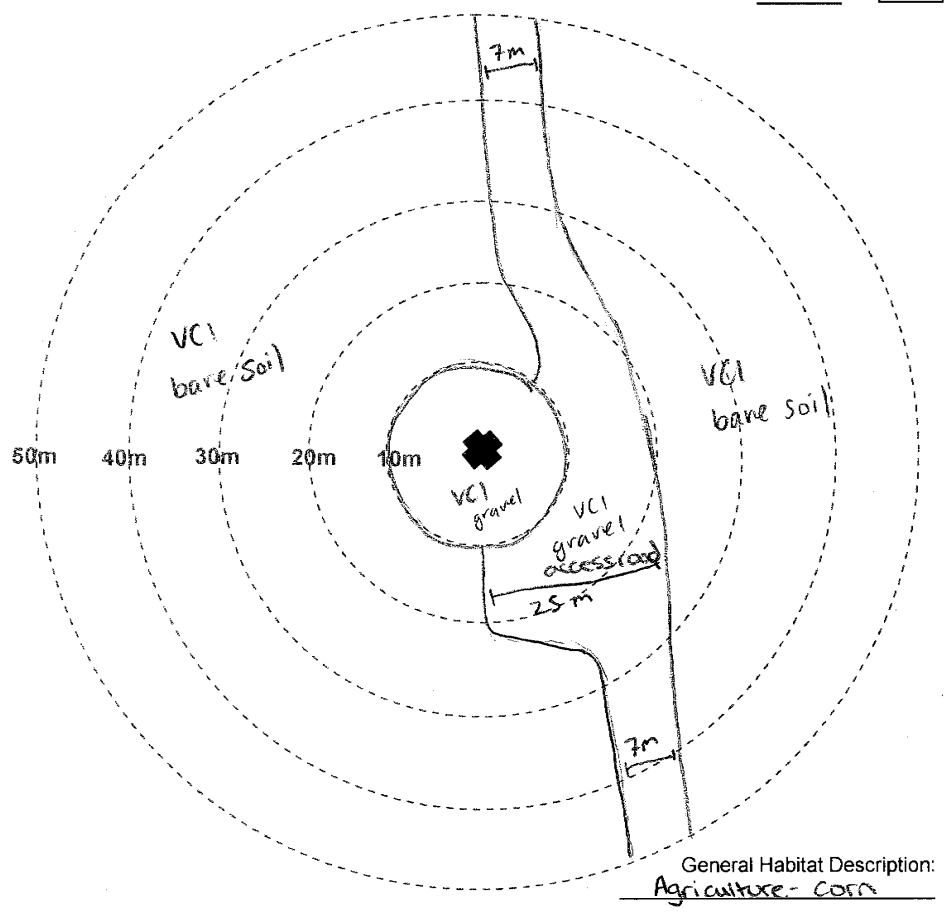 7m
VC1
bare soil
VC1
bare soil
50m 40m 30m 20m 10m
VC1
gravel
VC1
gravel
access road
25 m
7m
General Habitat Description:
Agriculture - Corn